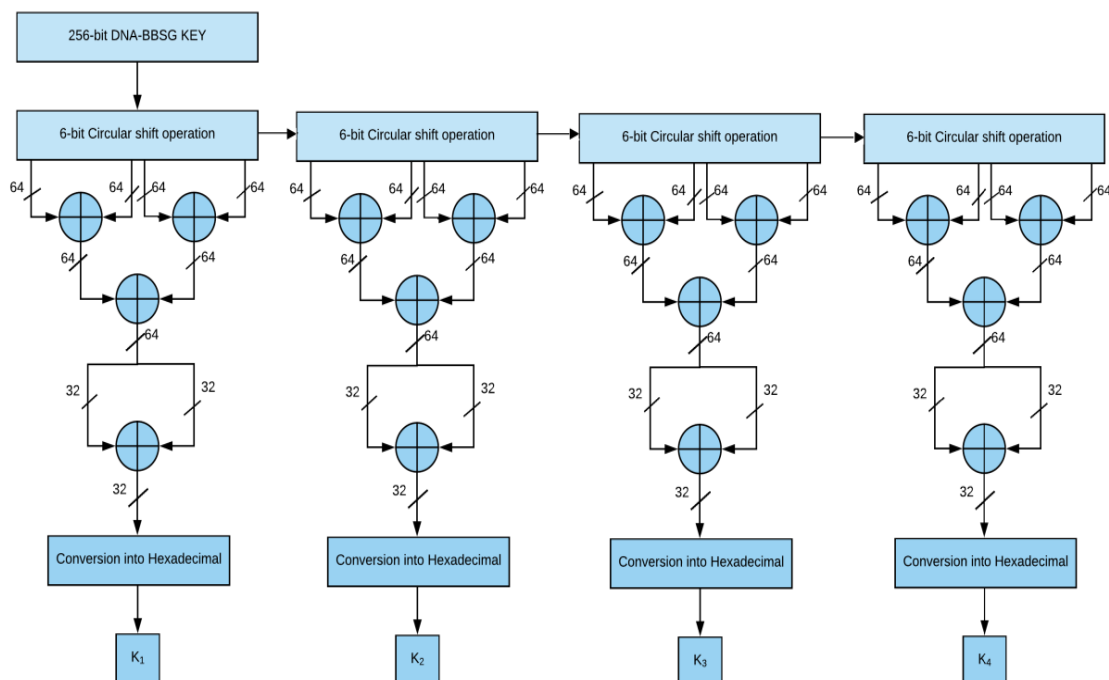 256-bit DNA-BBSG KEY
6-bit Circular shift operation
6-bit Circular shift operation
6-bit Circular shift operation
6-bit Circular shift operation
64 64 64 64
64 64 64 64
64 64 64 64
64 64 64 64
64 64
64 64
64 64
64 64
64
64
64
64
32 32
32 32
32 32
32 32
32
32
32
32
Conversion into Hexadecimal
Conversion into Hexadecimal
Conversion into Hexadecimal
Conversion into Hexadecimal
K₁
K₂
K₃
K₄